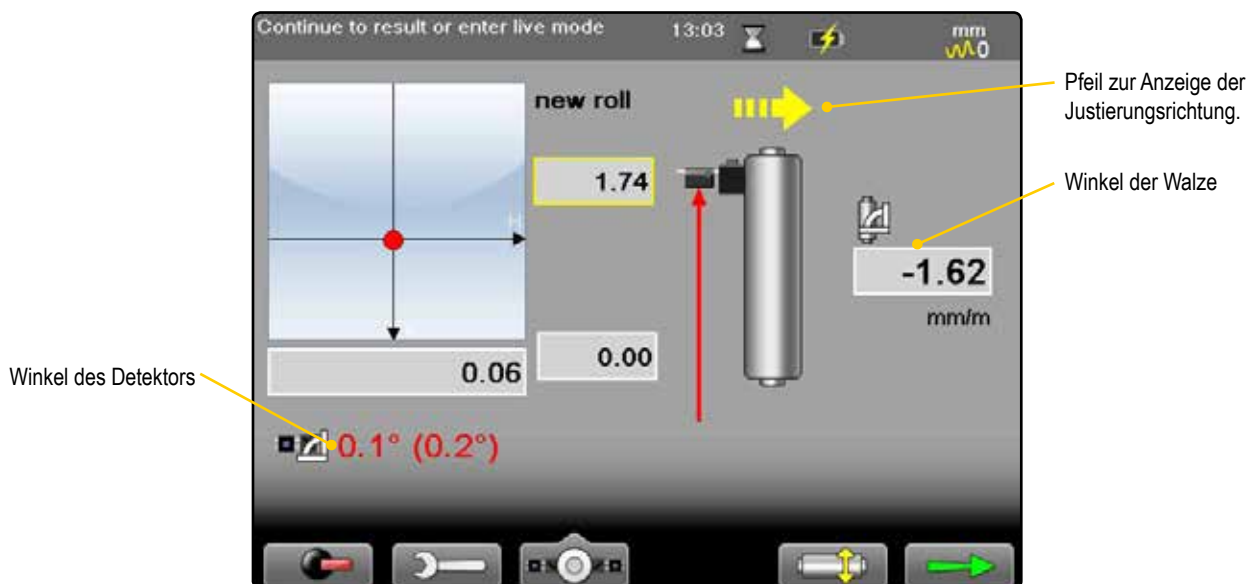 Continue to result or enter live mode 13:03 mm
0
new roll
Pfeil zur Anzeige der
Justierungsrichtung.
1.74
Winkel der Walze
H
-1.62
mm/m
0.00
0.06
Winkel des Detektors
0.1° (0.2°)